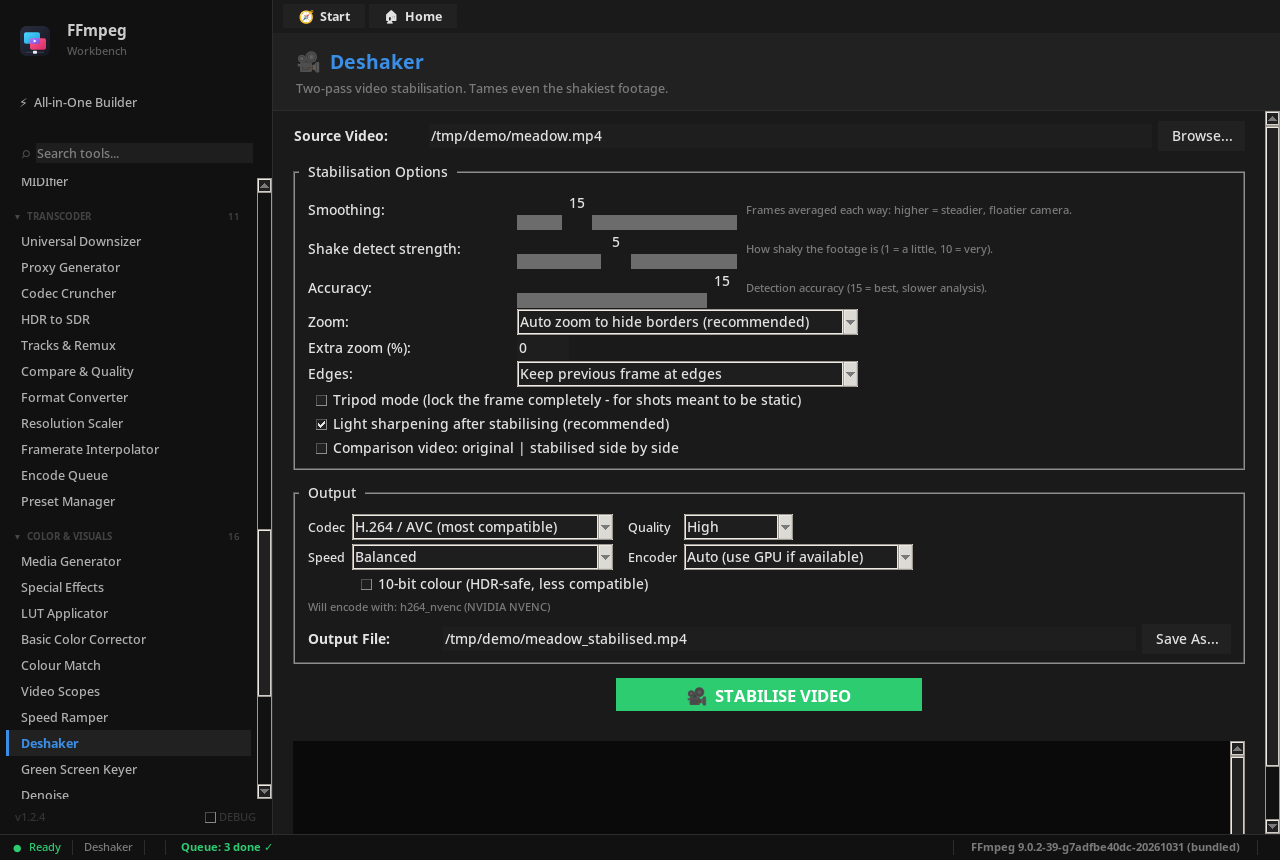 FFmpeg
Workbench
⚡ All-in-One Builder
Search tools...
MIDIfier
▾ TRANSCODER 11
Universal Downsizer
Proxy Generator
Codec Cruncher
HDR to SDR
Tracks & Remux
Compare & Quality
Format Converter
Resolution Scaler
Framerate Interpolator
Encode Queue
Preset Manager
▾ COLOR & VISUALS 16
Media Generator
Special Effects
LUT Applicator
Basic Color Corrector
Colour Match
Video Scopes
Speed Ramper
Deshaker
Green Screen Keyer
Denoise
v1.2.4
DEBUG
Start
Home
Deshaker
Two-pass video stabilisation. Tames even the shakiest footage.
Source Video: /tmp/demo/meadow.mp4 Browse...
Stabilisation Options
Smoothing: 15 Frames averaged each way: higher = steadier, floatier camera.
Shake detect strength: 5 How shaky the footage is (1 = a little, 10 = very).
Accuracy: 15 Detection accuracy (15 = best, slower analysis).
Zoom: Auto zoom to hide borders (recommended)
Extra zoom (%): 0
Edges: Keep previous frame at edges
Tripod mode (lock the frame completely - for shots meant to be static)
Light sharpening after stabilising (recommended)
Comparison video: original | stabilised side by side
Output
Codec H.264 / AVC (most compatible) Quality High
Speed Balanced Encoder Auto (use GPU if available)
10-bit colour (HDR-safe, less compatible)
Will encode with: h264_nvenc (NVIDIA NVENC)
Output File: /tmp/demo/meadow_stabilised.mp4 Save As...
STABILISE VIDEO
● Ready Deshaker Queue: 3 done ✓ FFmpeg 9.0.2-39-g7adfbe40dc-20261031 (bundled)